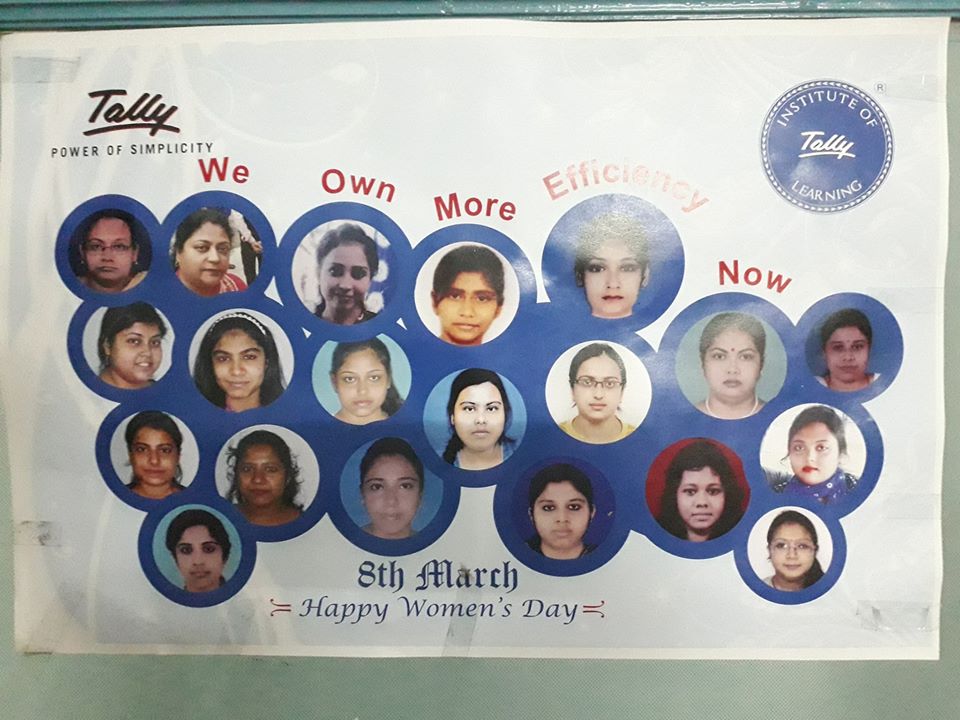 Tally
POWER OF SIMPLICITY
INSTITUTE OF
Tally
LEARNING
®
We Own More Efficiency Now
8th March
Happy Women's Day